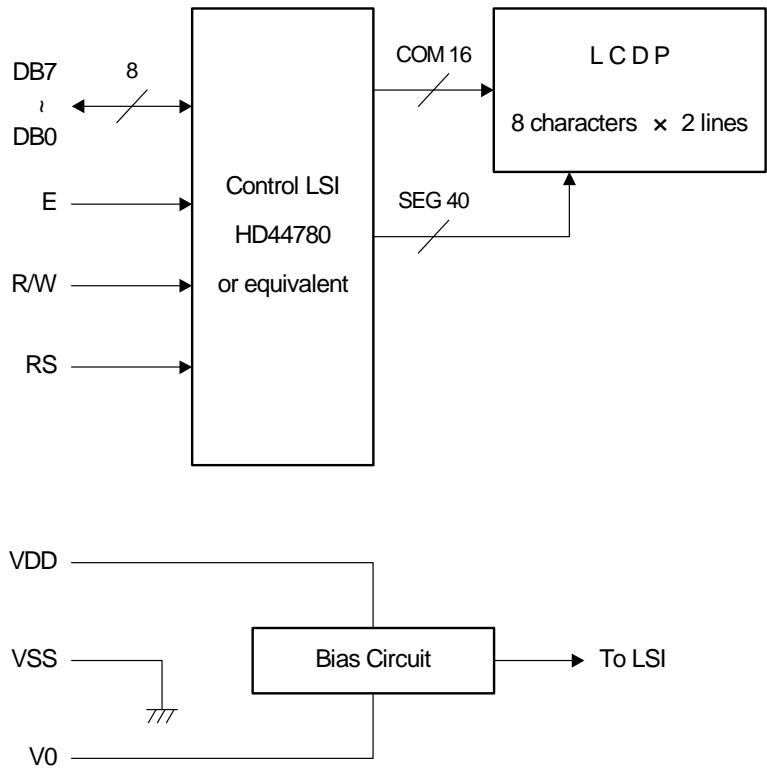 DB7
~
DB0
8
E
R/W
RS
Control LSI
HD44780
or equivalent
COM 16
SEG 40
L C D P
8 characters × 2 lines
VDD
VSS
V0
Bias Circuit
To LSI